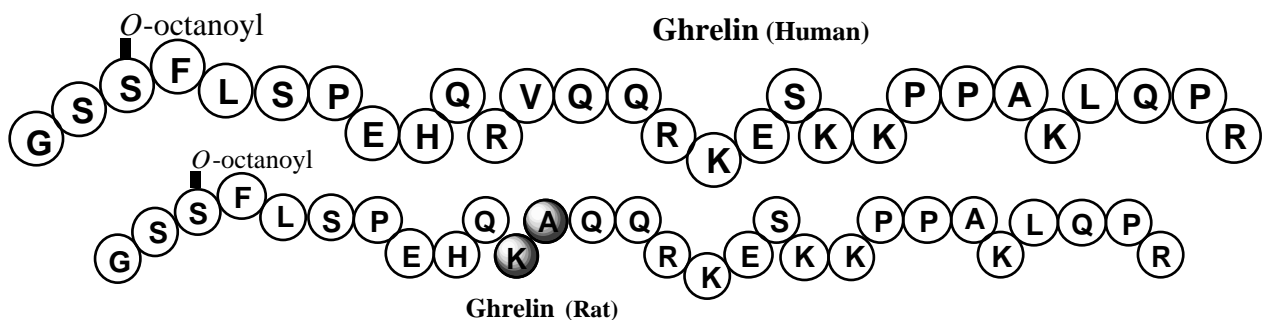 O-octanoyl
Ghrelin (Human)
G S S F L S P E H Q R V Q Q R K E S K K P P A K L Q P R
O-octanoyl
G S S F L S P E H Q K A Q Q R K E S K K P P A K L Q P R
Ghrelin (Rat)